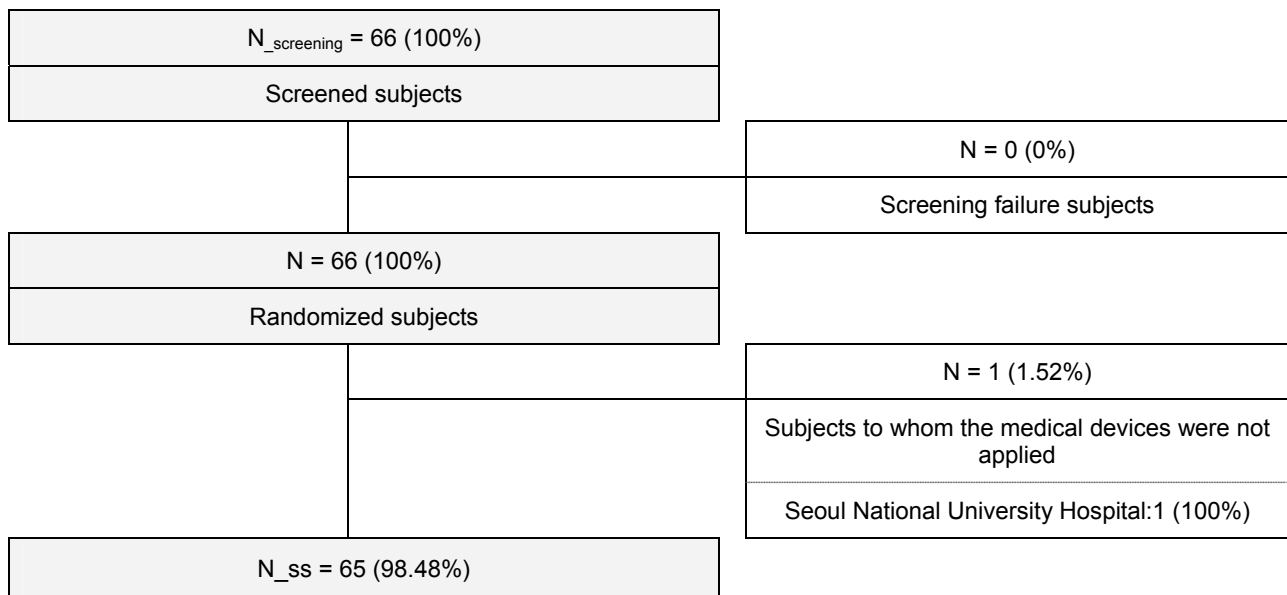 N_screening = 66 (100%)
Screened subjects
N = 0 (0%)
Screening failure subjects
N = 66 (100%)
Randomized subjects
N = 1 (1.52%)
Subjects to whom the medical devices were not
applied
Seoul National University Hospital:1 (100%)
N_ss = 65 (98.48%)